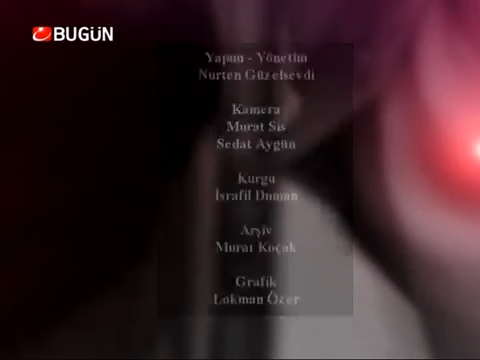 BUGÜN
Yapım - Yönetim
Nurten Güzelsevdi
Kamera
Murat Sis
Sedat Aygün
Kurgu
İsrafil Duman
Arşiv
Murat Koçak
Grafik
Lokman Özer